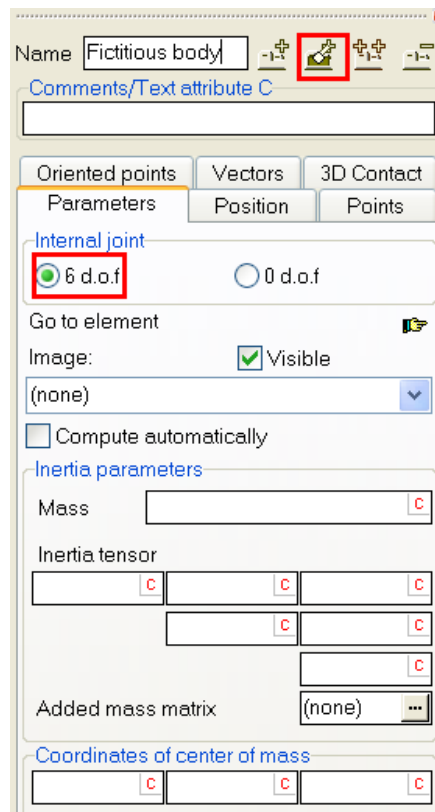 Name Fictitious body
Comments/Text attribute C
Oriented points Vectors 3D Contact
Parameters Position Points
Internal joint
6 d.o.f 0 d.o.f
Go to element
Image: Visible
(none)
Compute automatically
Inertia parameters
Mass C
Inertia tensor
C C C
C C
C
Added mass matrix (none) ...
Coordinates of center of mass
C C C